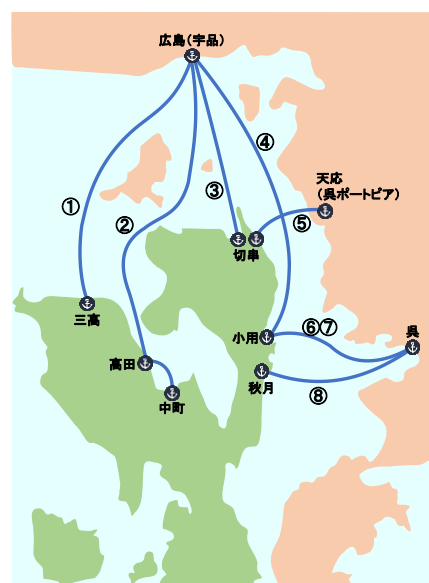 広島（宇品）
④
天応
（呉ポートピア）
①
②
③
⑤
切串
三高
小用
⑥⑦
呉
高田
秋月
中町
⑧